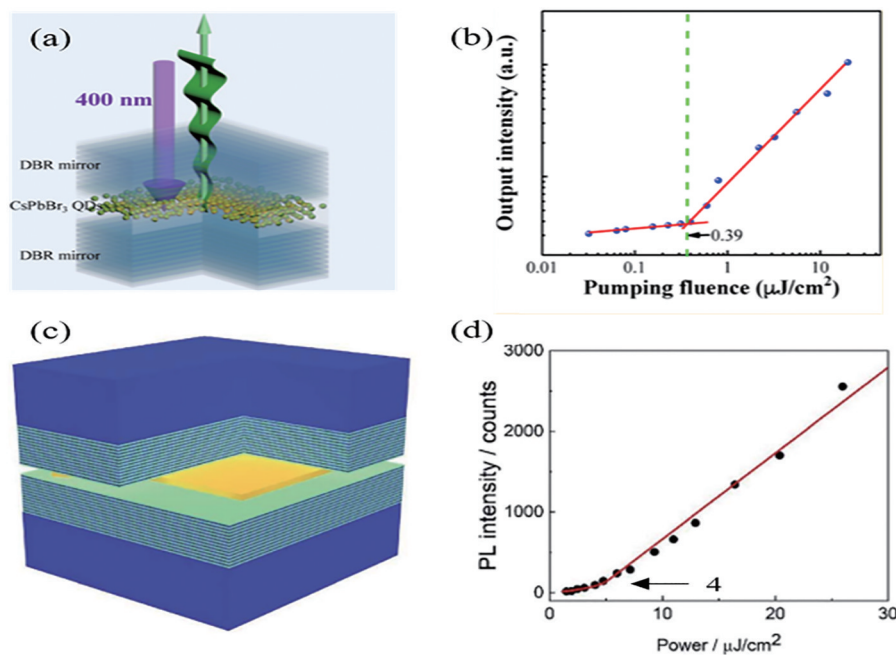 (a)
400 nm
DBR mirror
CsPbBr3 QDs
DBR mirror
(b)
Output intensity (a.u.)
0.39
0.01 0.1 1 10
Pumping fluence (μJ/cm²)
(c)
(d)
PL intensity / counts
3000
2000
1000
0
4
0 10 20 30
Power / μJ/cm²